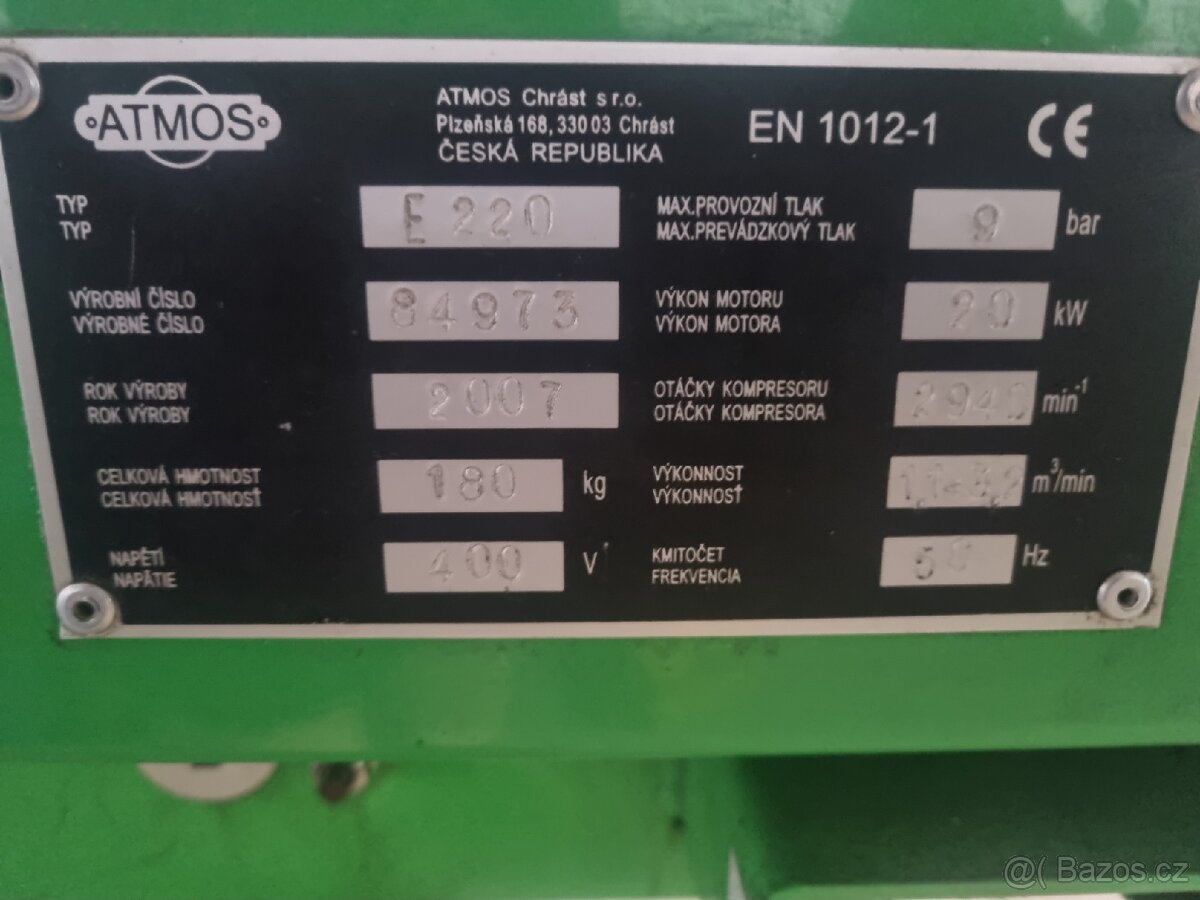 ATMOS
ATMOS Chrást s r.o.
Plzeňská 168, 330 03 Chrást
ČESKÁ REPUBLIKA
EN 1012-1
CE
TYP
TYP
E 220
MAX.PROVOZNÍ TLAK
MAX.PREVÁDZKOVÝ TLAK
9 bar
VÝROBNÍ ČÍSLO
VÝROBNÉ ČÍSLO
84973
VÝKON MOTORU
VÝKON MOTORA
20 kW
ROK VÝROBY
ROK VÝROBY
2007
OTÁČKY KOMPRESORU
OTÁČKY KOMPRESORA
2940 min⁻¹
CELKOVÁ HMOTNOST
CELKOVÁ HMOTNOSŤ
180 kg
VÝKONNOST
VÝKONNOSŤ
m³/min
NAPĚTÍ
NAPÄTIE
400 V
KMITOČET
FREKVENCIA
50 Hz
@( Bazos.cz